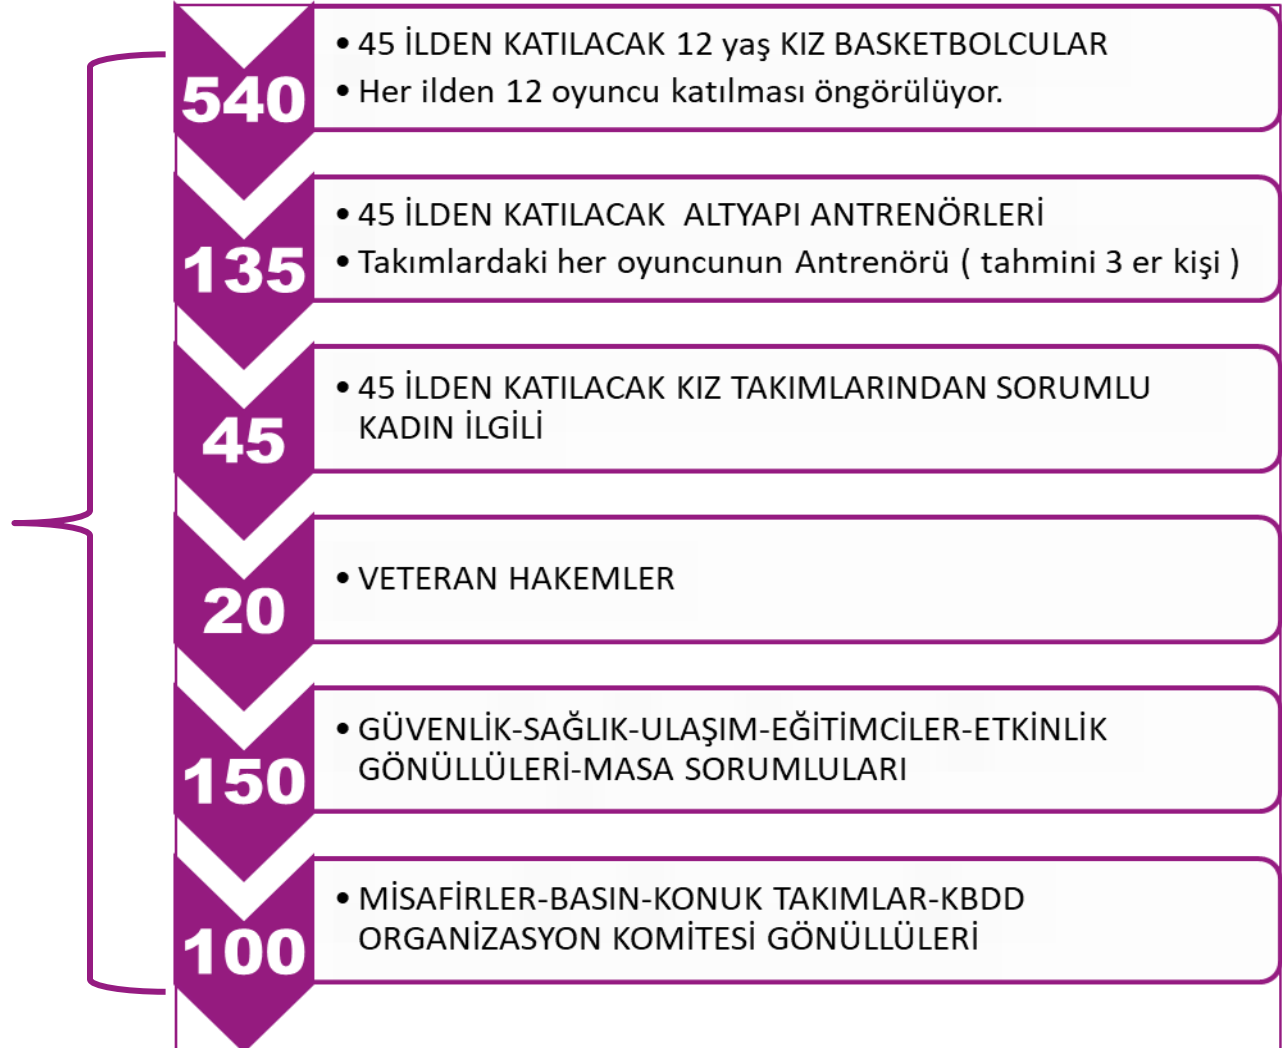 540
• 45 İLDEN KATILACAK 12 yaş KIZ BASKETBOLCULAR
• Her ilden 12 oyuncu katılması öngörülüyor.
135
• 45 İLDEN KATILACAK ALTYAPI ANTRENÖRLERİ
• Takımlardaki her oyuncunun Antrenörü ( tahmini 3 er kişi )
45
• 45 İLDEN KATILACAK KIZ TAKIMLARINDAN SORUMLU
KADIN İLGİLİ
20
• VETERAN HAKEMLER
150
• GÜVENLİK-SAĞLIK-ULAŞIM-EĞİTİMCİLER-ETKİNLİK
GÖNÜLLÜLERİ-MASA SORUMLULARI
100
• MİSAFİRLER-BASIN-KONUK TAKIMLAR-KBDD
ORGANİZASYON KOMİTESİ GÖNÜLLÜLERİ